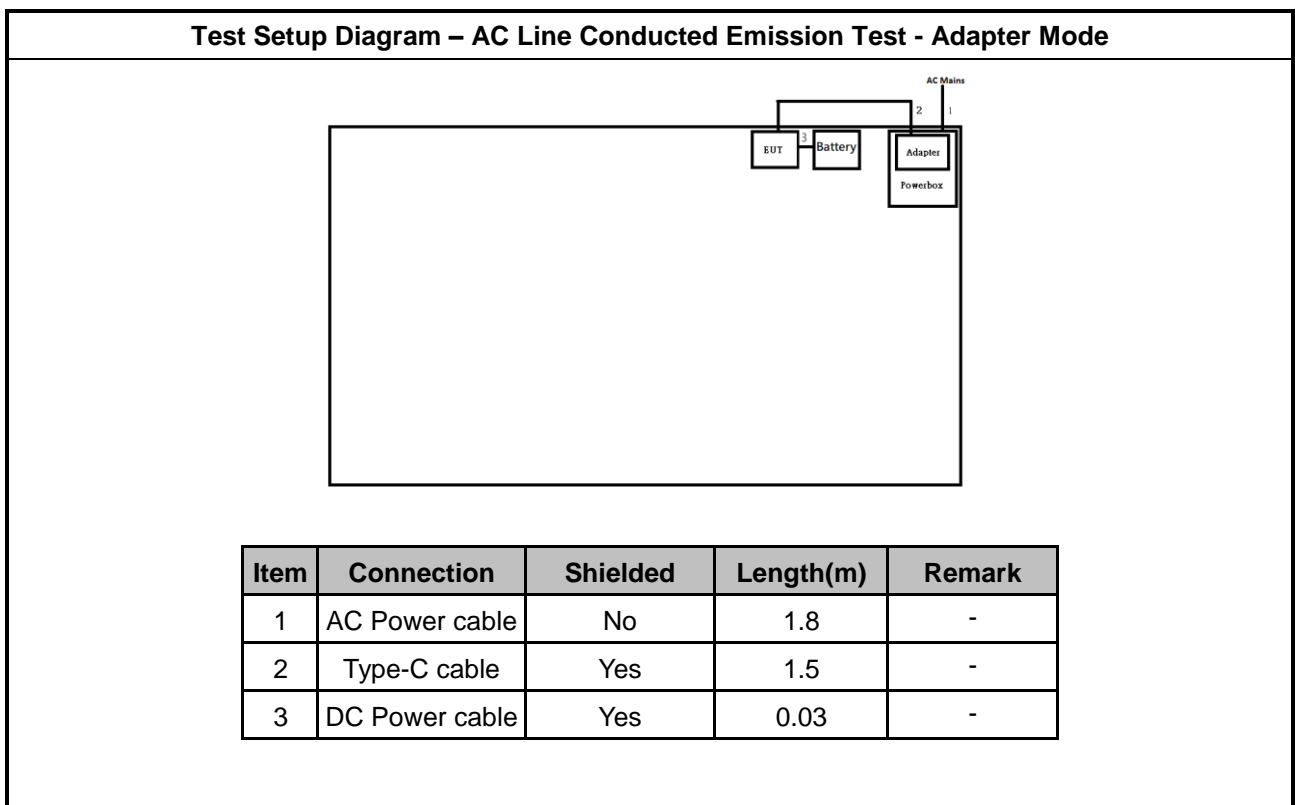 Test Setup Diagram – AC Line Conducted Emission Test - Adapter Mode
AC Mains
2 1
EUT 3 Battery Adapter
Powerbox
Item Connection Shielded Length(m) Remark
1 AC Power cable No 1.8 -
2 Type-C cable Yes 1.5 -
3 DC Power cable Yes 0.03 -